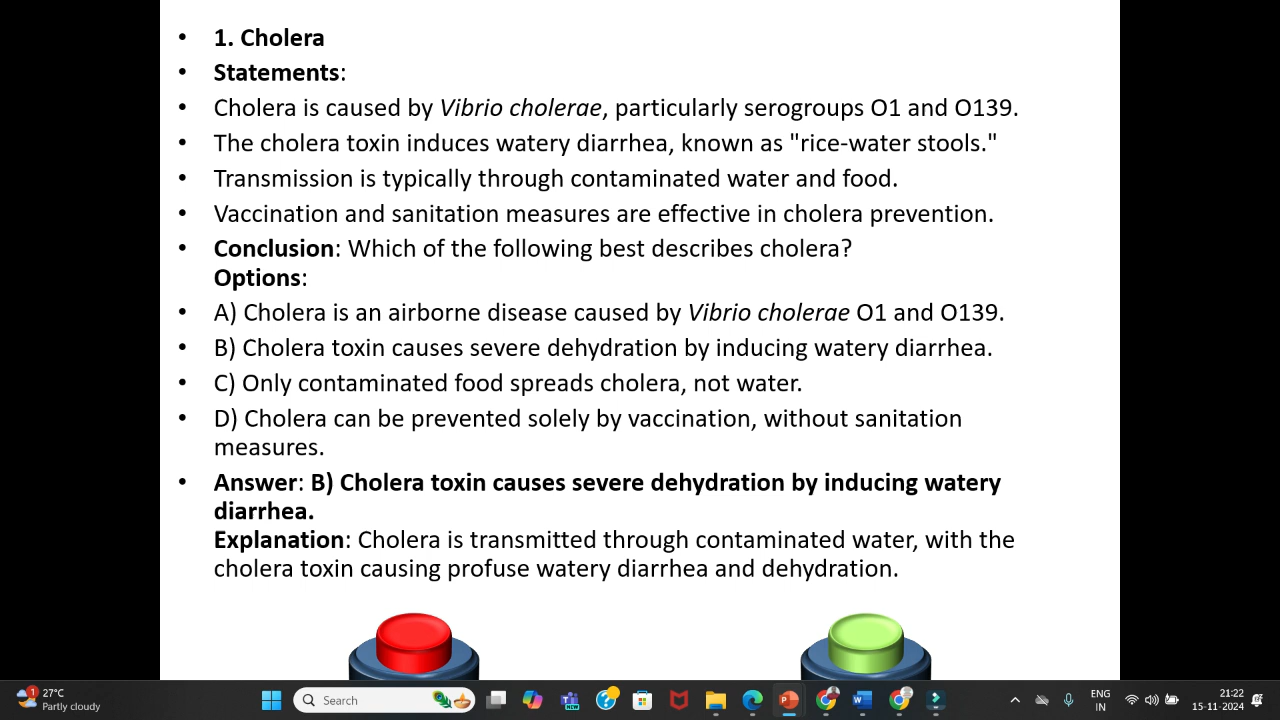 • 1. Cholera
• Statements:
• Cholera is caused by Vibrio cholerae, particularly serogroups O1 and O139.
• The cholera toxin induces watery diarrhea, known as "rice-water stools."
• Transmission is typically through contaminated water and food.
• Vaccination and sanitation measures are effective in cholera prevention.
• Conclusion: Which of the following best describes cholera?
Options:
• A) Cholera is an airborne disease caused by Vibrio cholerae O1 and O139.
• B) Cholera toxin causes severe dehydration by inducing watery diarrhea.
• C) Only contaminated food spreads cholera, not water.
• D) Cholera can be prevented solely by vaccination, without sanitation
measures.
• Answer: B) Cholera toxin causes severe dehydration by inducing watery
diarrhea.
Explanation: Cholera is transmitted through contaminated water, with the
cholera toxin causing profuse watery diarrhea and dehydration.
1
27°C
Partly cloudy
Search
ENG
IN
21:22
15-11-2024